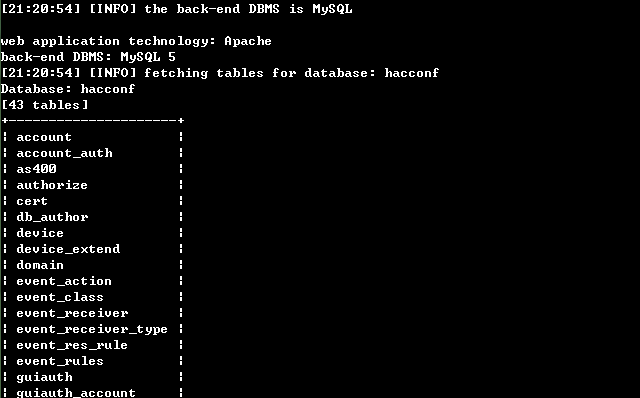 [21:20:54] [INFO] the back-end DBMS is MySQL
web application technology: Apache
back-end DBMS: MySQL 5
[21:20:54] [INFO] fetching tables for database: hacconf
Database: hacconf
[43 tables]
+---------------------+
| account |
| account_auth |
| as400 |
| authorize |
| cert |
| db_author |
| device |
| device_extend |
| domain |
| event_action |
| event_class |
| event_receiver |
| event_receiver_type |
| event_res_rule |
| event_rules |
| guiauth |
| guiauth_account |